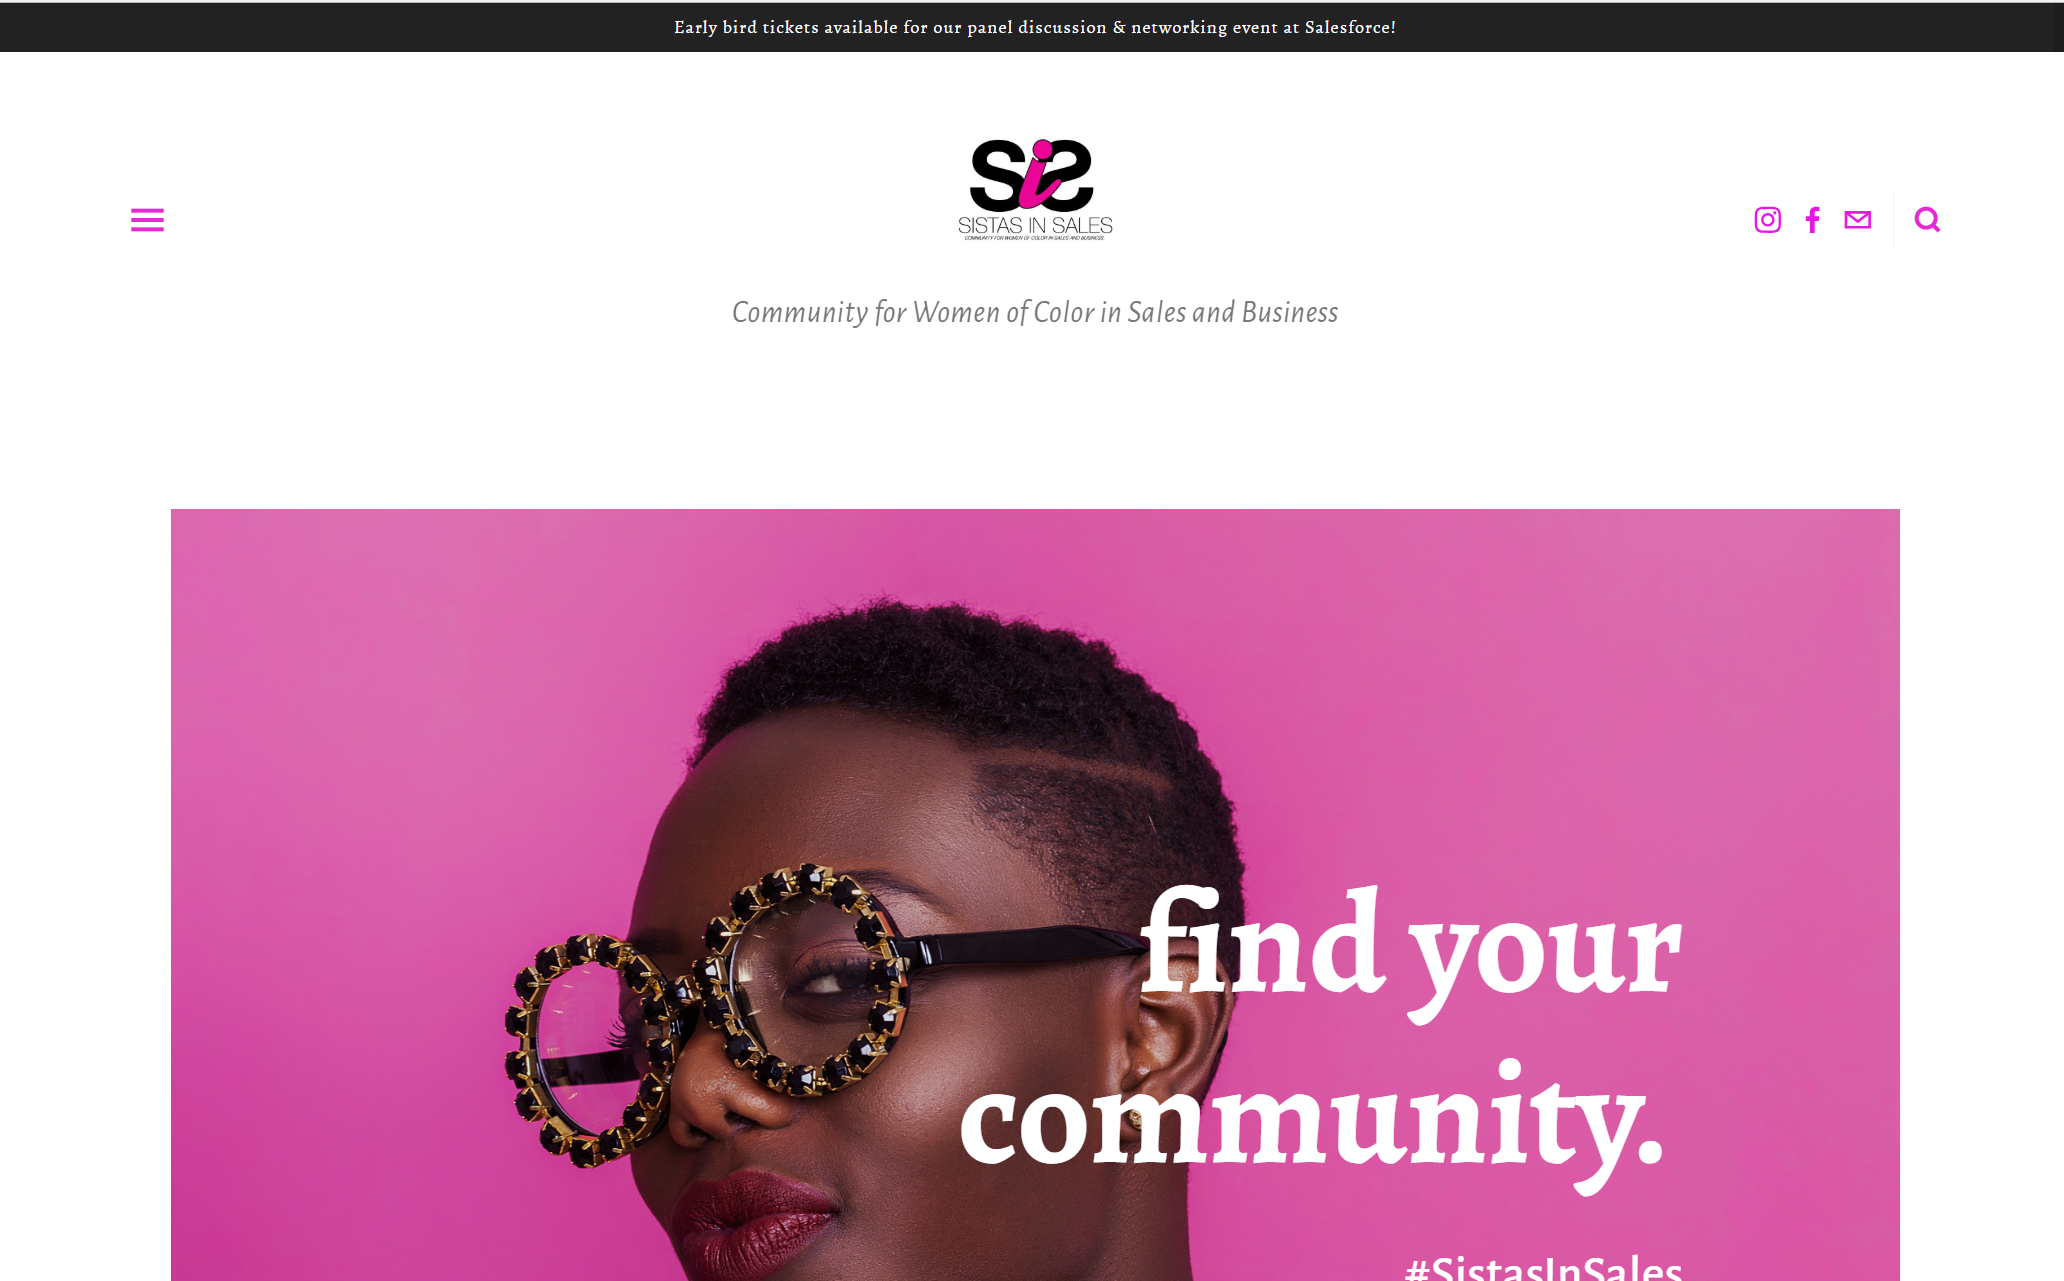 Early bird tickets available for our panel discussion & networking event at Salesforce!
SiS
SISTAS IN SALES
COMMUNITY FOR WOMEN OF COLOR IN SALES AND BUSINESS
Community for Women of Color in Sales and Business
find your
community.
#SistasInSales